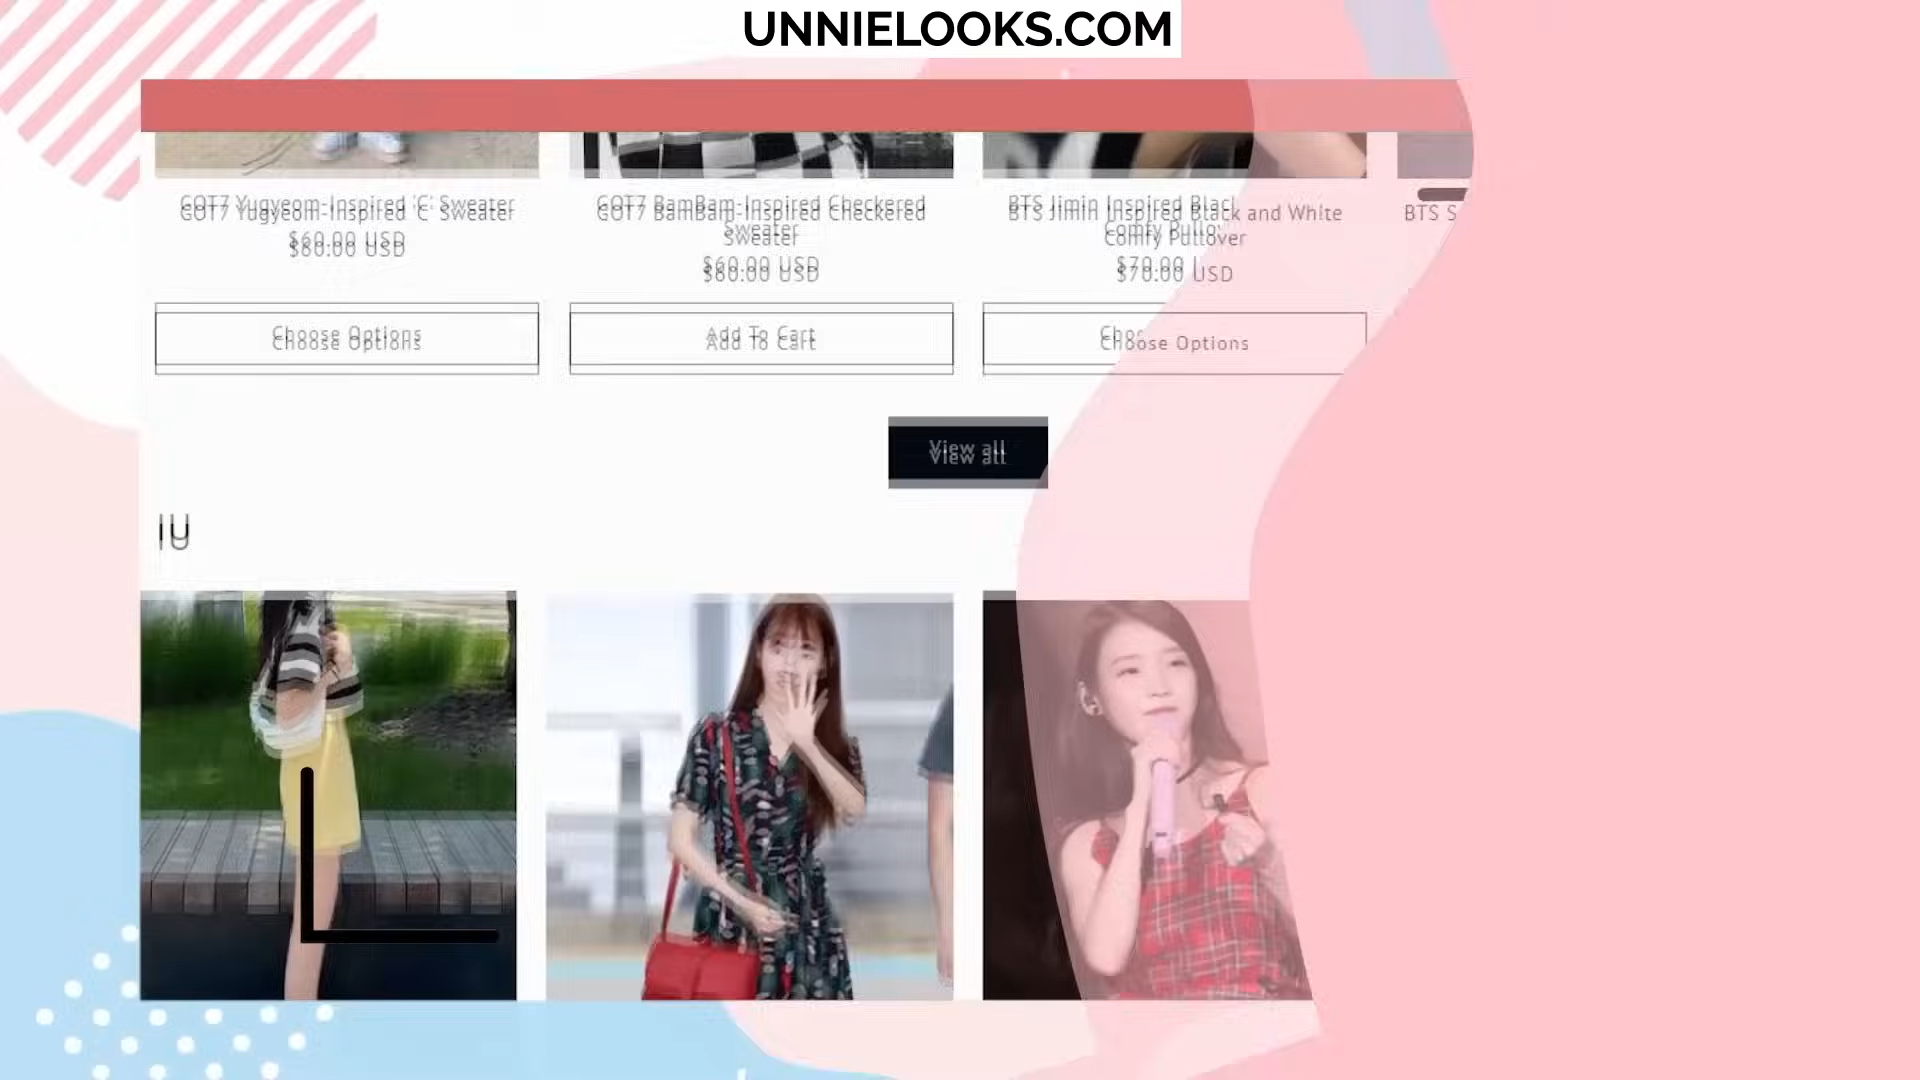 UNNIELOOKS.COM
GOT7 Yugyeom-Inspired 'C' Sweater
$60.00 USD
Choose Options
GOT7 BamBam-Inspired Checkered
Sweater
$60.00 USD
Add To Cart
BTS Jimin Inspired Black and White
Comfy Pullover
$70.00 USD
Choose Options
BTS S
View all
IU